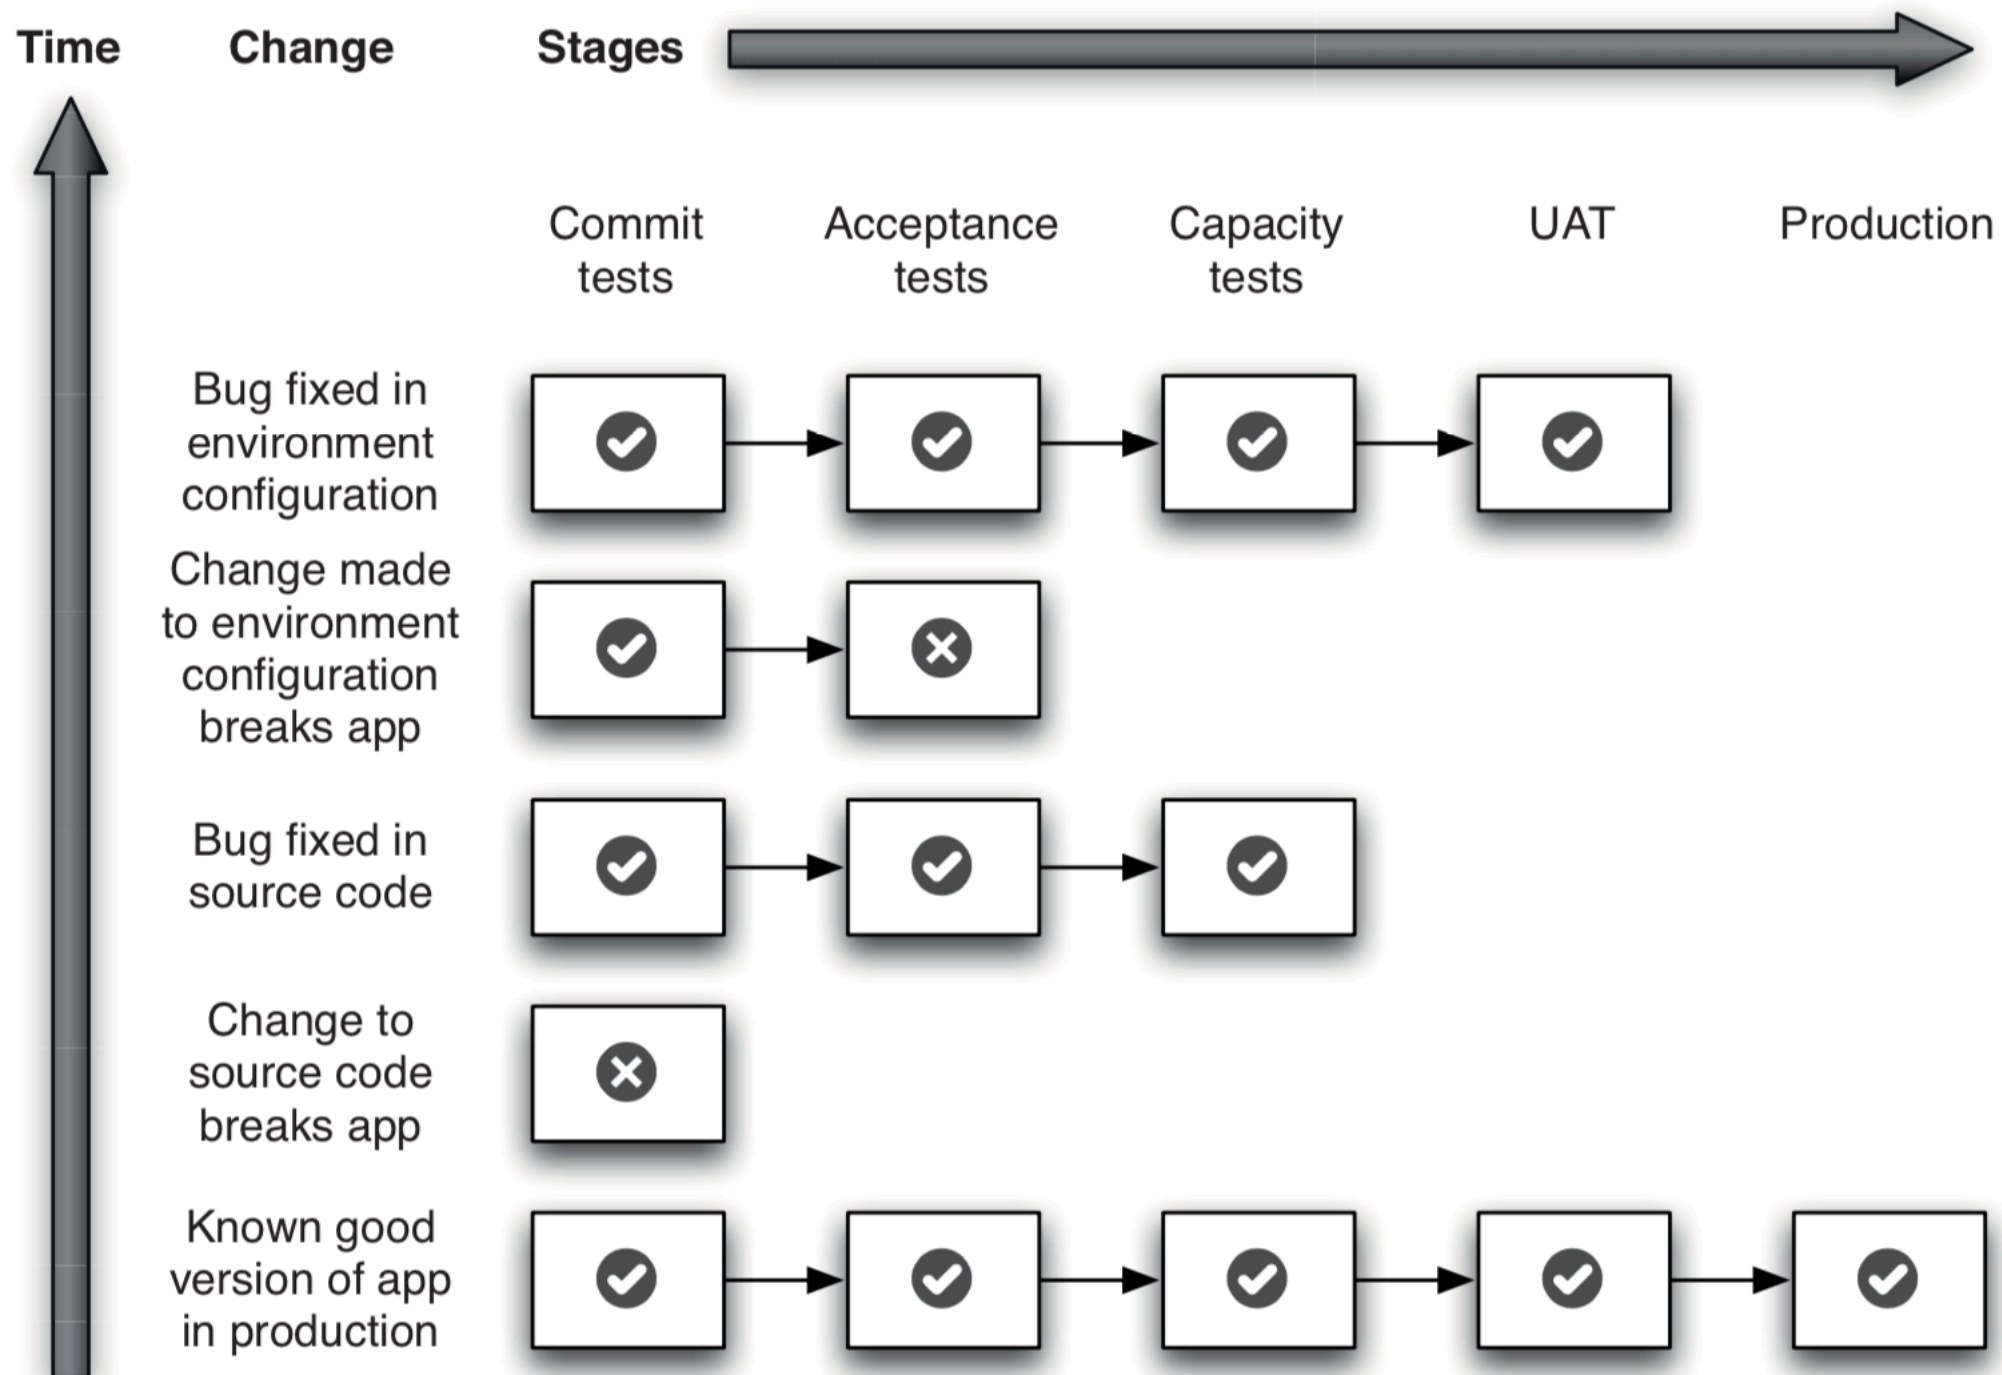 Time Change Stages
Commit Acceptance Capacity UAT Production
tests tests tests
Bug fixed in
environment
configuration
Change made
to environment
configuration
breaks app
Bug fixed in
source code
Change to
source code
breaks app
Known good
version of app
in production